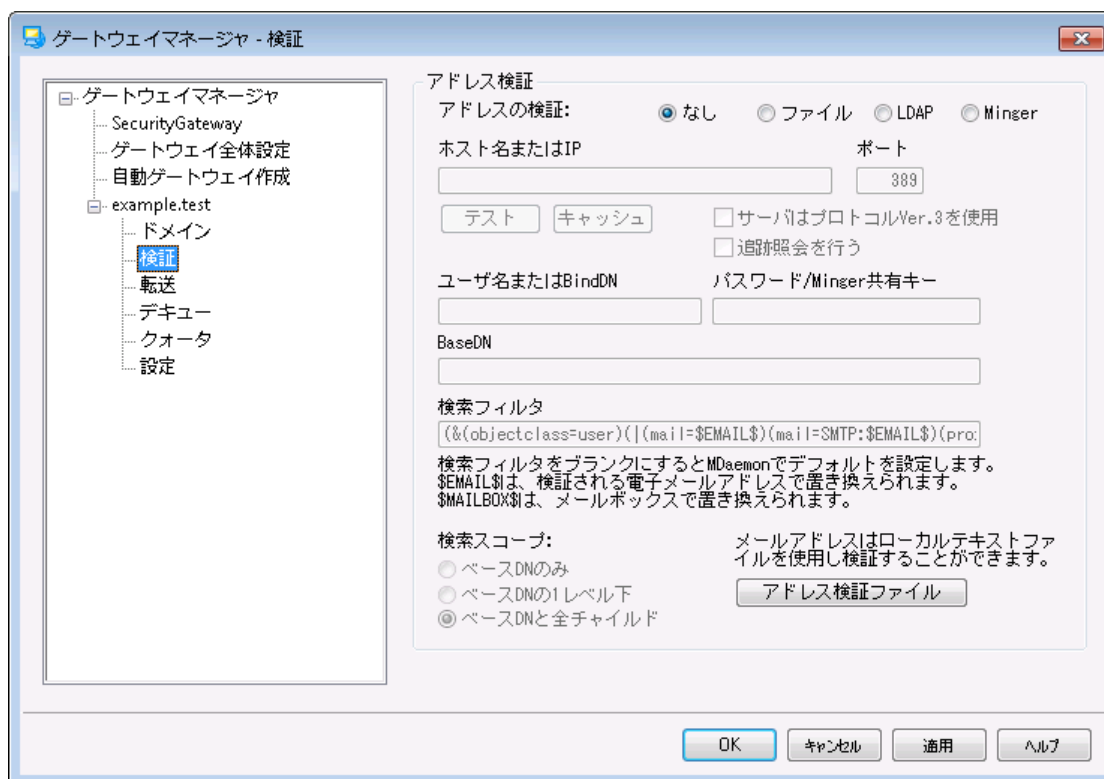 ゲートウェイマネージャ - 検証
ゲートウェイマネージャ
SecurityGateway
ゲートウェイ全体設定
自動ゲートウェイ作成
example.test
ドメイン
検証
転送
デキュー
クォータ
設定
アドレス検証
アドレスの検証: なし ファイル LDAP Minger
ホスト名またはIP ポート
389
テスト キャッシュ サーバはプロトコルVer.3を使用
追跡照会を行う
ユーザ名またはBindDN パスワード/Minger共有キー
BaseDN
検索フィルタ
(&(objectclass=user)(|(mail=$EMAIL$)(mail=SMTP:$EMAIL$)(pro:
検索フィルタをブランクにするとMDaemonでデフォルトを設定します。
$EMAIL$は、検証される電子メールアドレスで置き換えられます。
$MAILBOX$は、メールボックスで置き換えられます。
検索スコープ:
ベースDNのみ
ベースDNの1レベル下
ベースDNと全チャイルド
メールアドレスはローカルテキストファ
イルを使用し検証することができます。
アドレス検証ファイル
OK キャンセル 適用 ヘルプ